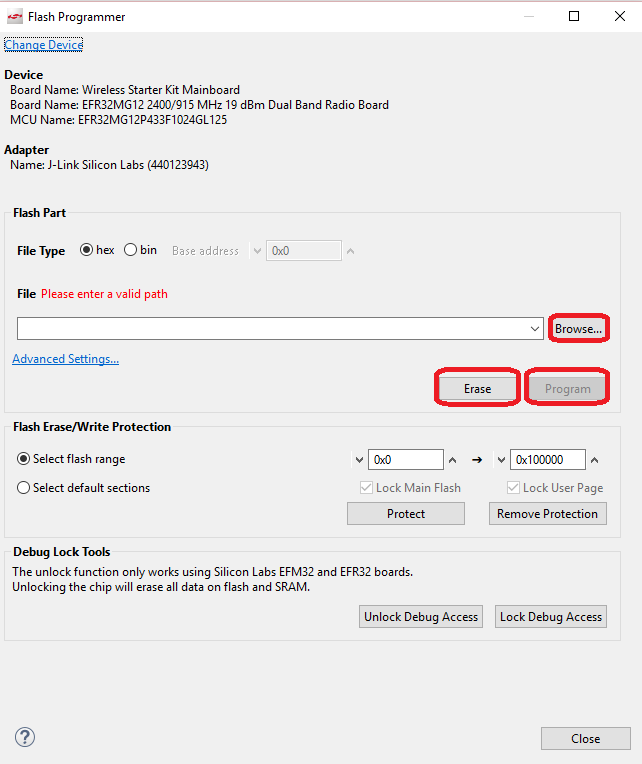 Flash Programmer
Change Device
Device
Board Name: Wireless Starter Kit Mainboard
Board Name: EFR32MG12 2400/915 MHz 19 dBm Dual Band Radio Board
MCU Name: EFR32MG12P433F1024GL125
Adapter
Name: J-Link Silicon Labs (440123943)
Flash Part
File Type hex bin Base address 0x0
File Please enter a valid path
Browse...
Advanced Settings...
Erase Program
Flash Erase/Write Protection
Select flash range 0x0 → 0x100000
Select default sections Lock Main Flash Lock User Page
Protect Remove Protection
Debug Lock Tools
The unlock function only works using Silicon Labs EFM32 and EFR32 boards.
Unlocking the chip will erase all data on flash and SRAM.
Unlock Debug Access Lock Debug Access
? Close